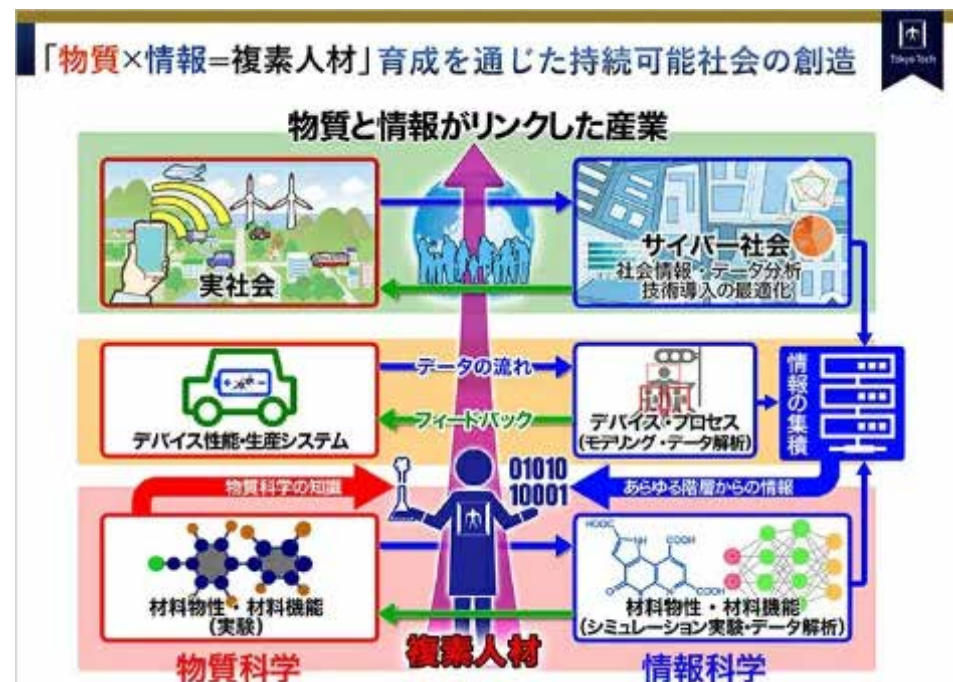 「物質×情報=複素人材」育成を通じた持続可能社会の創造
Tokyo Tech
物質と情報がリンクした産業
実社会
サイバー社会
社会情報・データ分析
技術導入の最適化
データの流れ
フィードバック
デバイス性能・生産システム
デバイス・プロセス
(モデリング・データ解析)
情報の集積
物質科学の知識
01010
10001
あらゆる階層からの情報
材料物性・材料機能
(実験)
HOOC
NH
COOH
N
N
O
COOH
材料物性・材料機能
(シミュレーション実験・データ解析)
複素人材
物質科学
情報科学